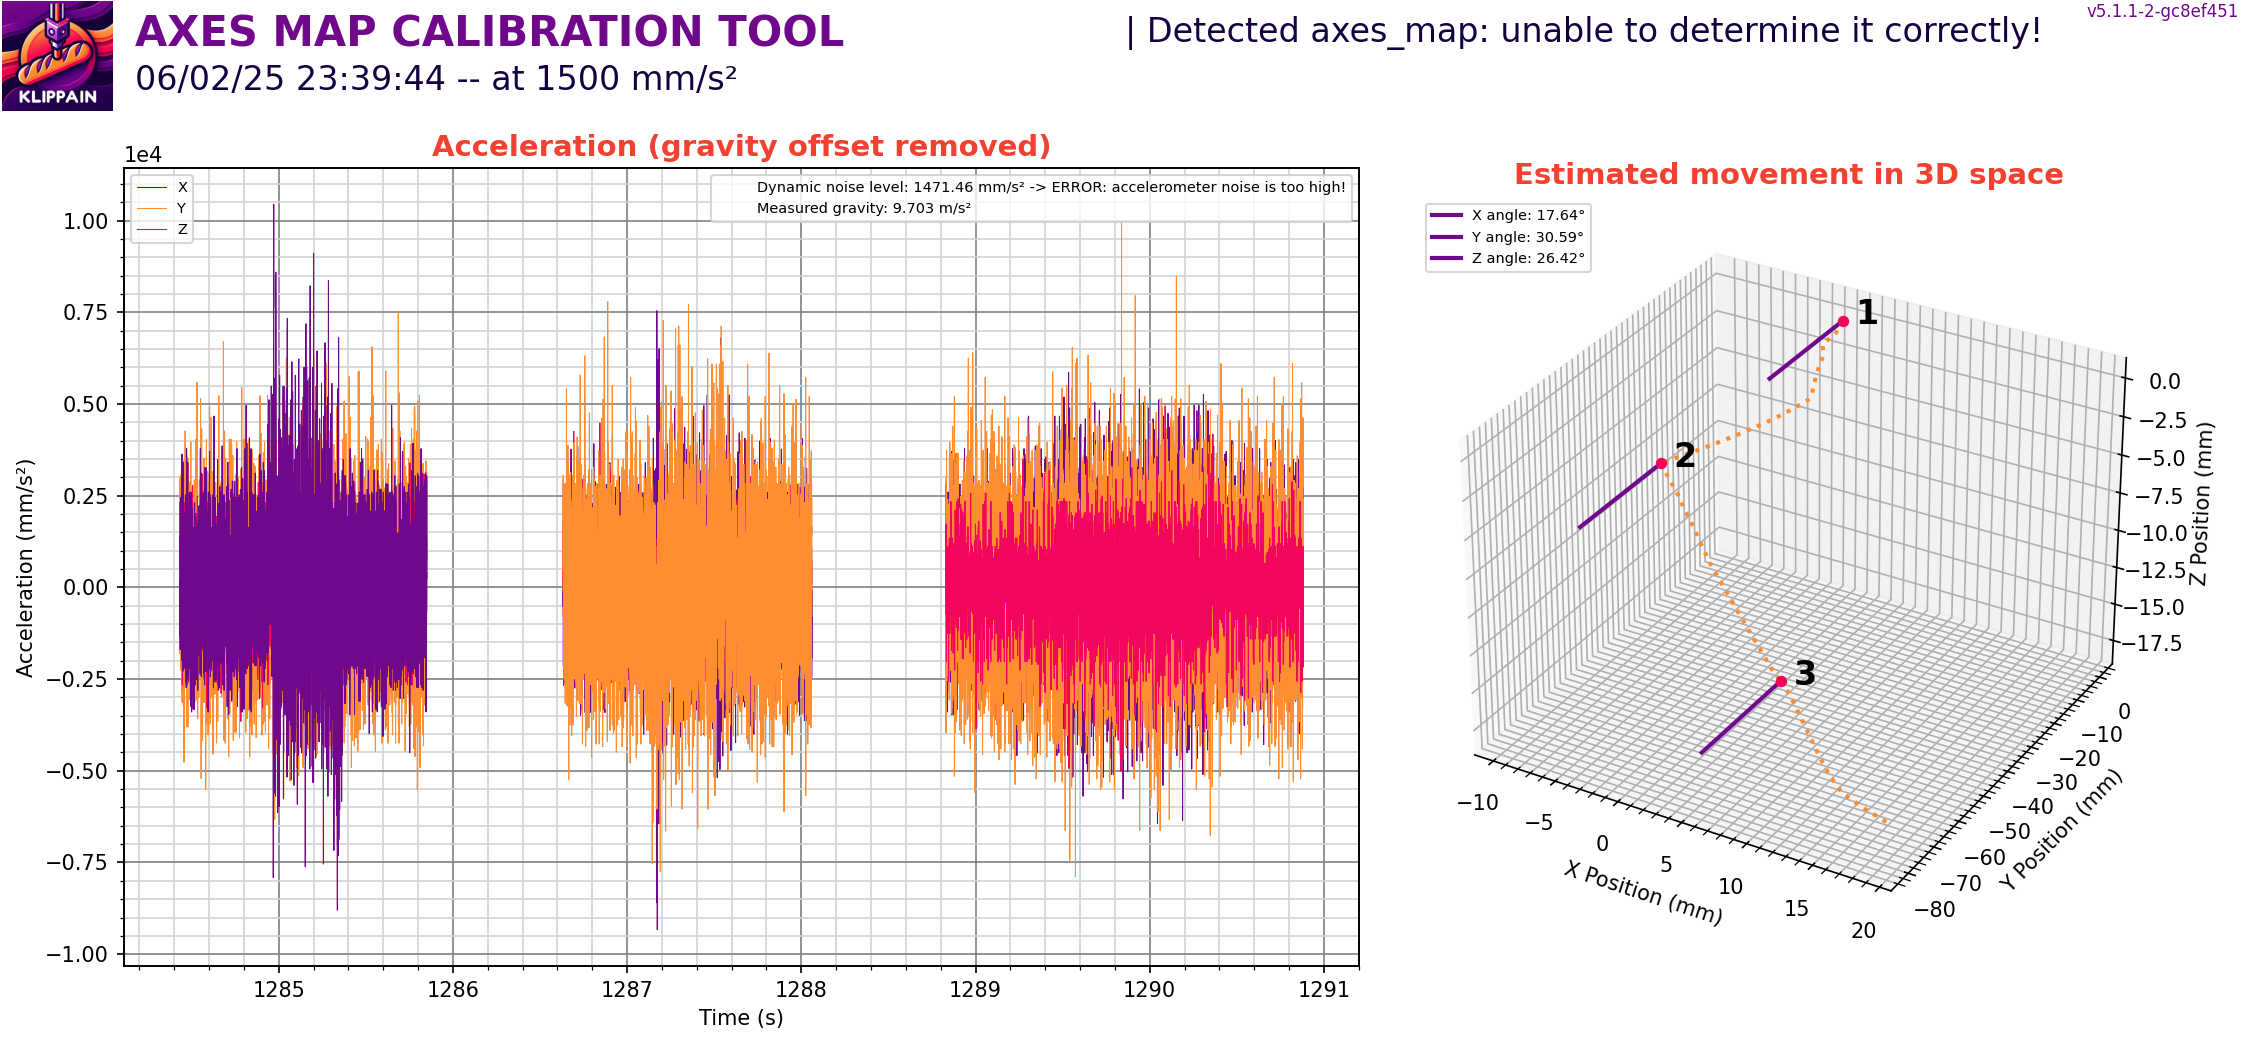 AXES MAP CALIBRATION TOOL
| Detected axes_map: unable to determine it correctly!
v5.1.1-2-gc8ef451
06/02/25 23:39:44 -- at 1500 mm/s²
KLIPPAIN
Acceleration (gravity offset removed)
1e4
X
Y
Z
Dynamic noise level: 1471.46 mm/s² -> ERROR: accelerometer noise is too high!
Measured gravity: 9.703 m/s²
1.00
0.75
0.50
0.25
0.00
−0.25
−0.50
−0.75
−1.00
Acceleration (mm/s²)
1285
1286
1287
1288
1289
1290
1291
Time (s)
Estimated movement in 3D space
X angle: 17.64°
Y angle: 30.59°
Z angle: 26.42°
1
2
3
0.0
−2.5
−5.0
−7.5
−10.0
−12.5
−15.0
−17.5
Z Position (mm)
0
−10
−20
−30
−40
−50
−60
−70
−80
Y Position (mm)
−10
−5
0
5
10
15
20
X Position (mm)